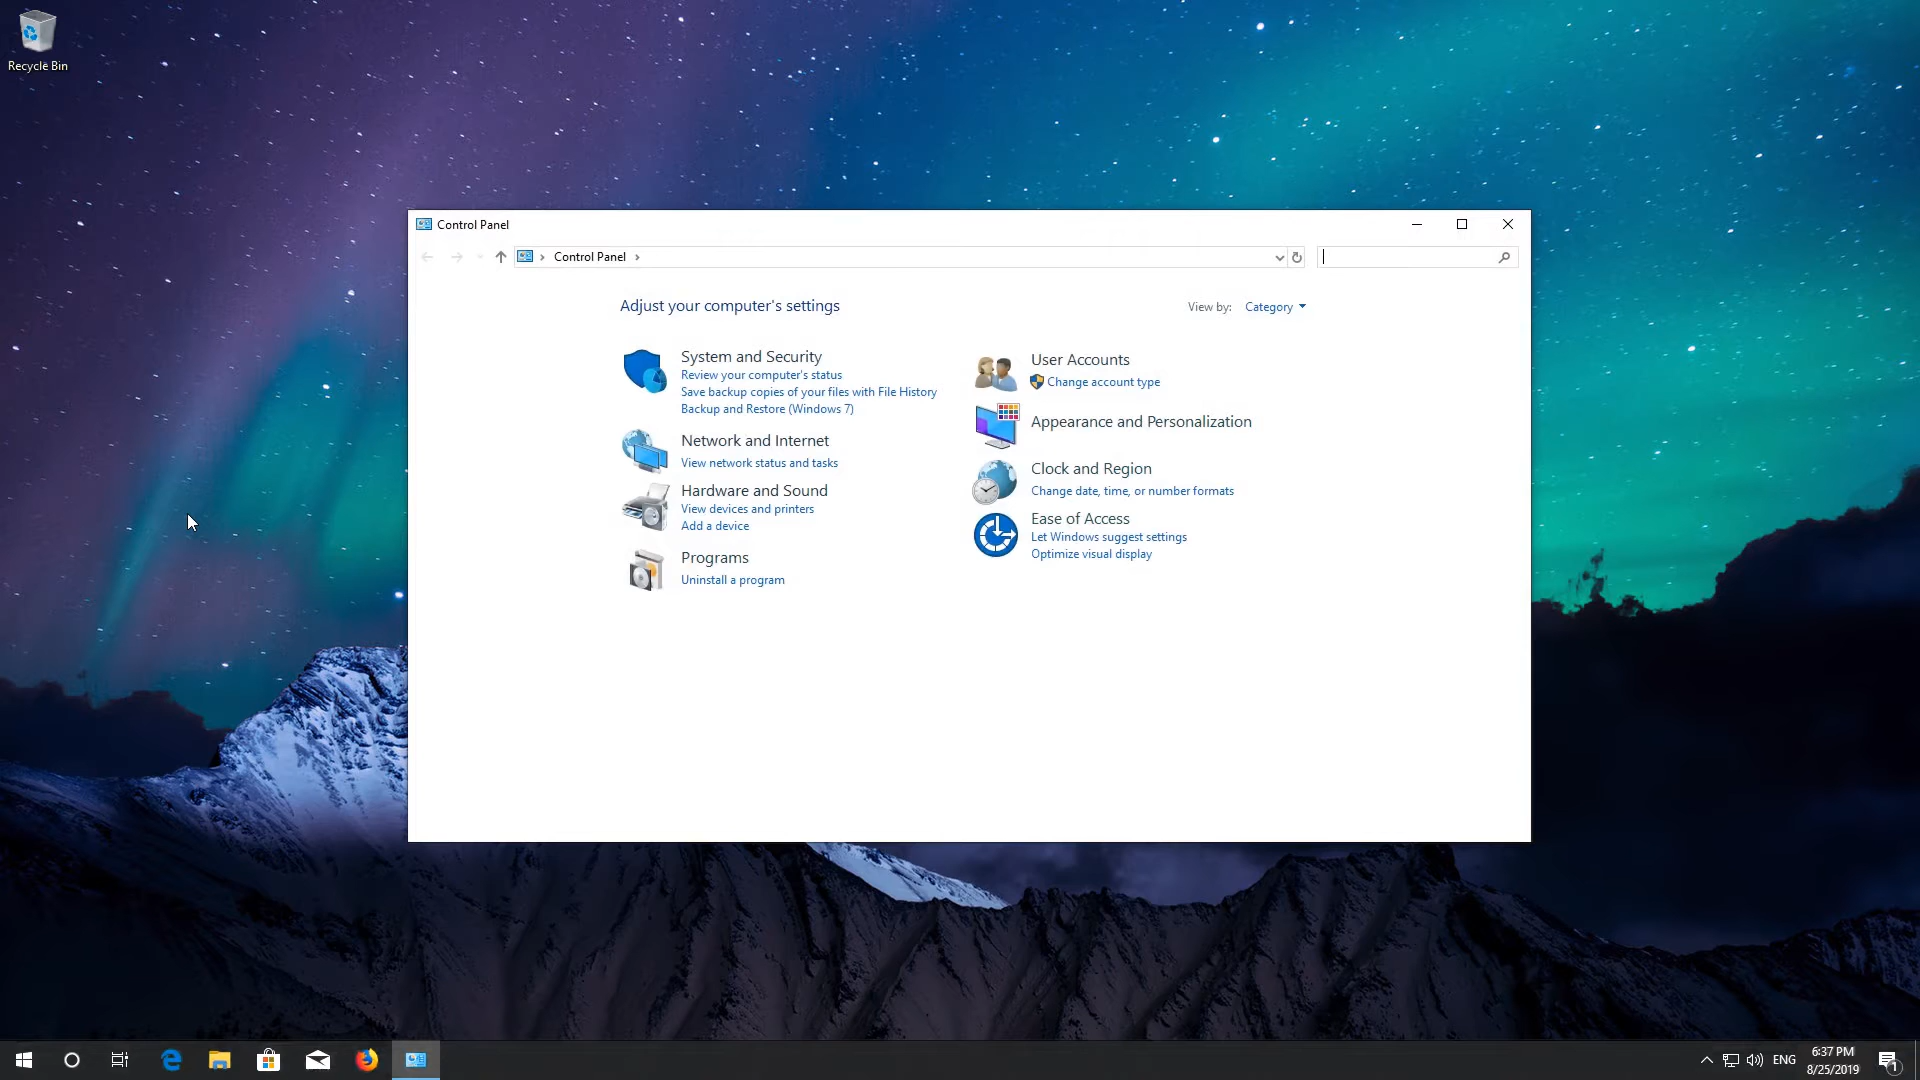 Recycle Bin
Control Panel
Control Panel
Adjust your computer's settings
View by: Category
System and Security
Review your computer's status
Save backup copies of your files with File History
Backup and Restore (Windows 7)
Network and Internet
View network status and tasks
Hardware and Sound
View devices and printers
Add a device
Programs
Uninstall a program
User Accounts
Change account type
Appearance and Personalization
Clock and Region
Change date, time, or number formats
Ease of Access
Let Windows suggest settings
Optimize visual display
ENG
6:37 PM
8/25/2019
1